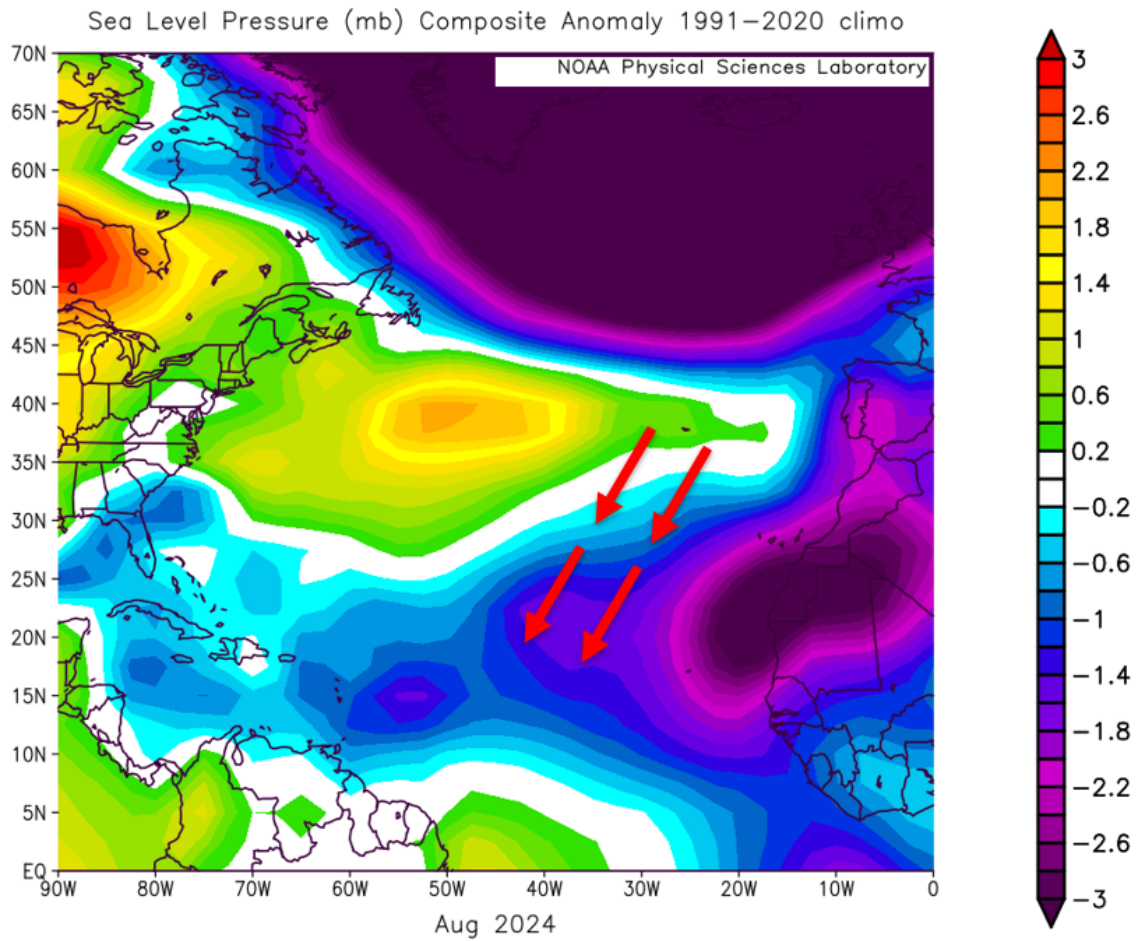 Sea Level Pressure (mb) Composite Anomaly 1991-2020 climo
NOAA Physical Sciences Laboratory
70N
65N
60N
55N
50N
45N
40N
35N
30N
25N
20N
15N
10N
5N
EQ
90W 80W 70W 60W 50W 40W 30W 20W 10W 0
Aug 2024
3
2.6
2.2
1.8
1.4
1
0.6
0.2
-0.2
-0.6
-1
-1.4
-1.8
-2.2
-2.6
-3